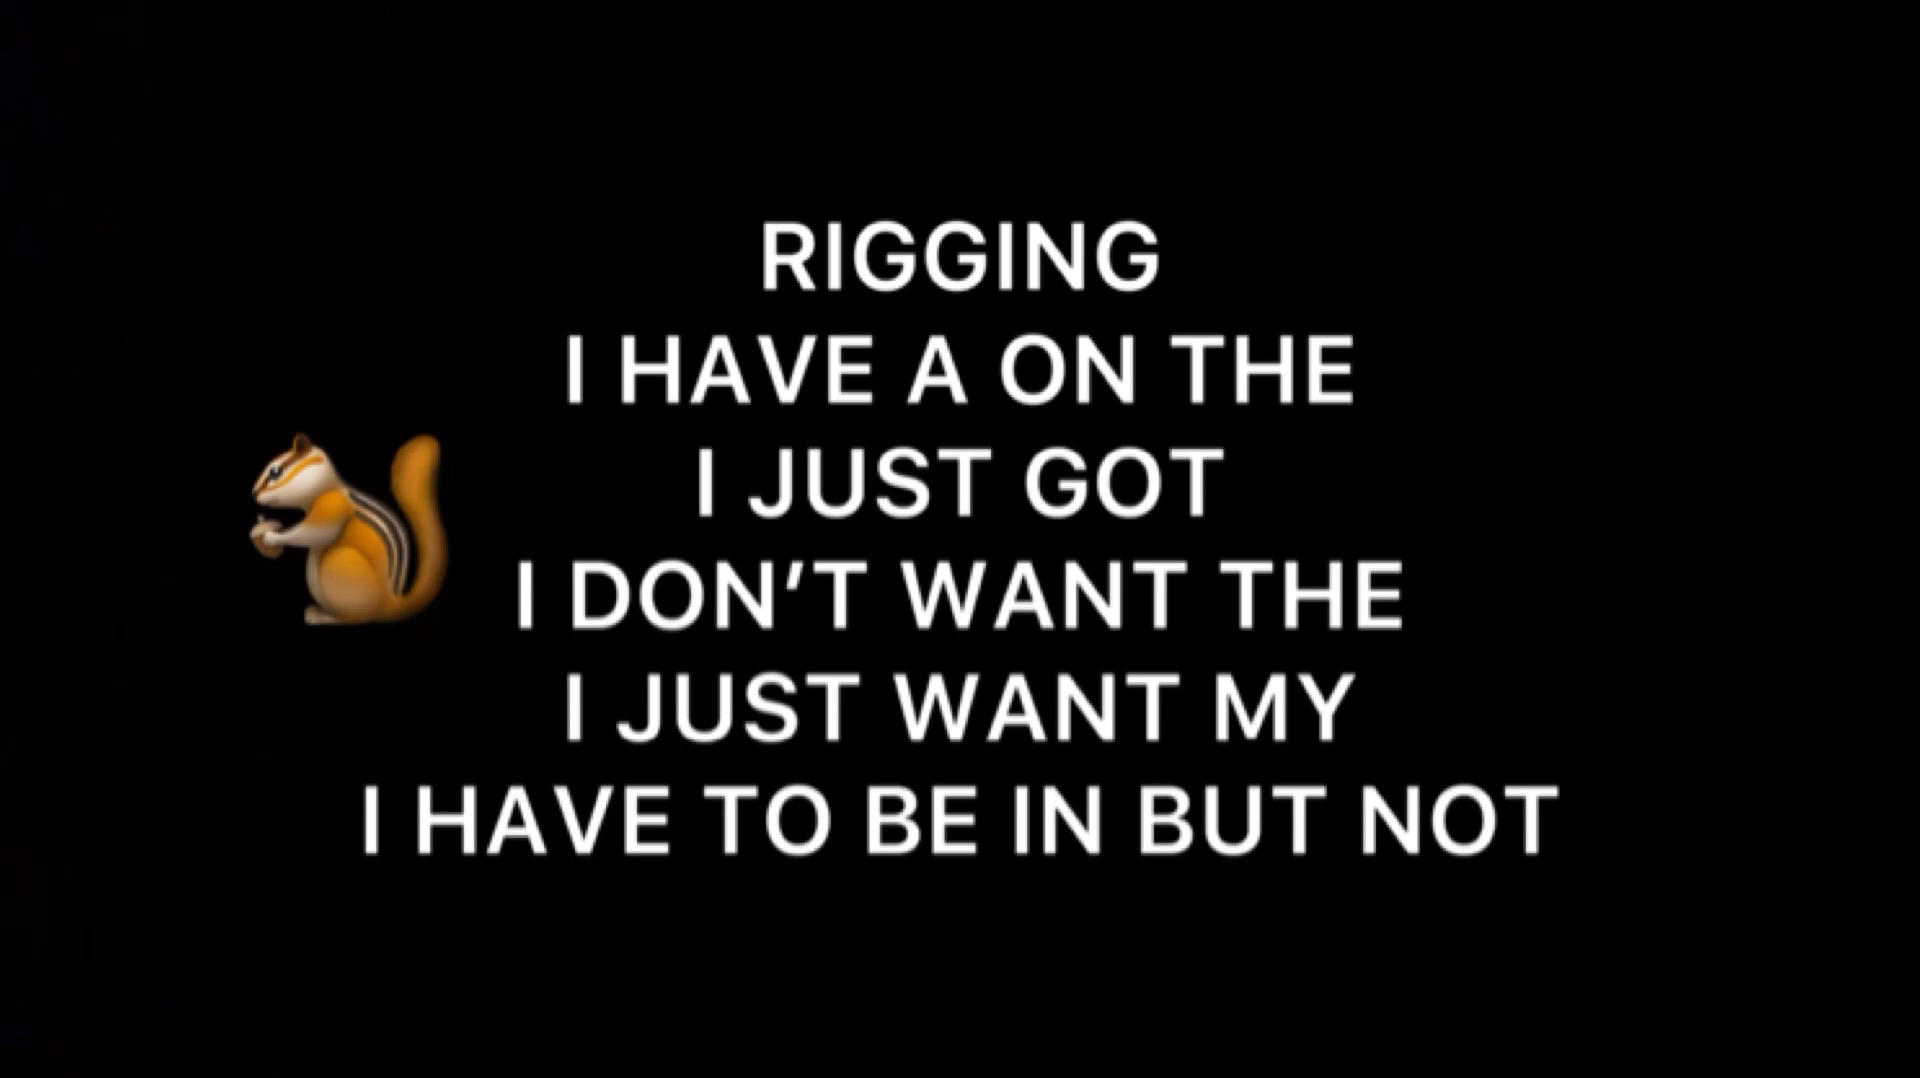 RIGGING
I HAVE A ON THE
I JUST GOT
I DON’T WANT THE
I JUST WANT MY
I HAVE TO BE IN BUT NOT